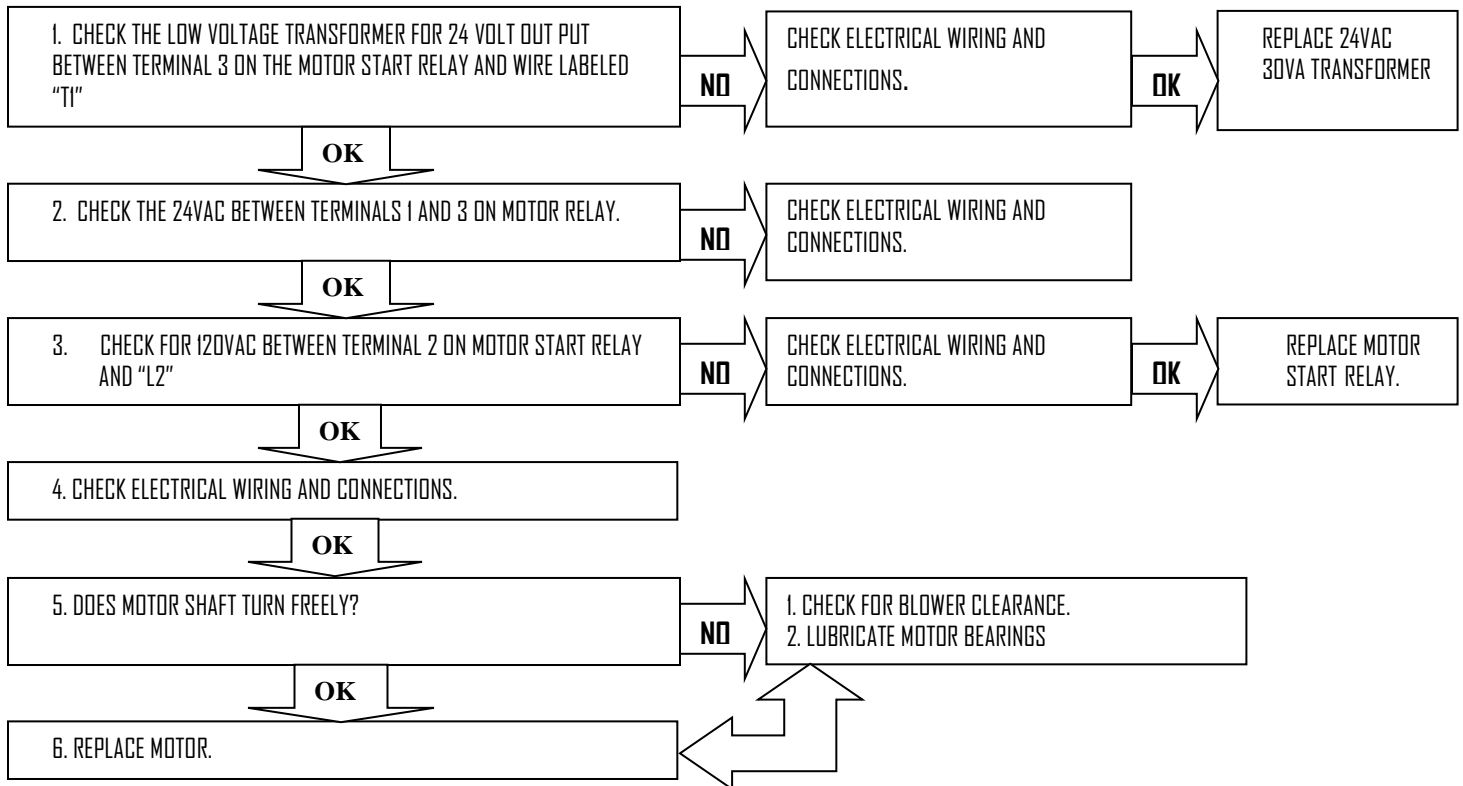 1. CHECK THE LOW VOLTAGE TRANSFORMER FOR 24 VOLT OUT PUT
BETWEEN TERMINAL 3 ON THE MOTOR START RELAY AND WIRE LABELED
“T1”
NO
CHECK ELECTRICAL WIRING AND
CONNECTIONS.
OK
REPLACE 24VAC
30VA TRANSFORMER
OK
2. CHECK THE 24VAC BETWEEN TERMINALS 1 AND 3 ON MOTOR RELAY.
NO
CHECK ELECTRICAL WIRING AND
CONNECTIONS.
OK
3. CHECK FOR 120VAC BETWEEN TERMINAL 2 ON MOTOR START RELAY
AND “L2”
NO
CHECK ELECTRICAL WIRING AND
CONNECTIONS.
OK
REPLACE MOTOR
START RELAY.
OK
4. CHECK ELECTRICAL WIRING AND CONNECTIONS.
OK
5. DOES MOTOR SHAFT TURN FREELY?
NO
1. CHECK FOR BLOWER CLEARANCE.
2. LUBRICATE MOTOR BEARINGS
OK
6. REPLACE MOTOR.